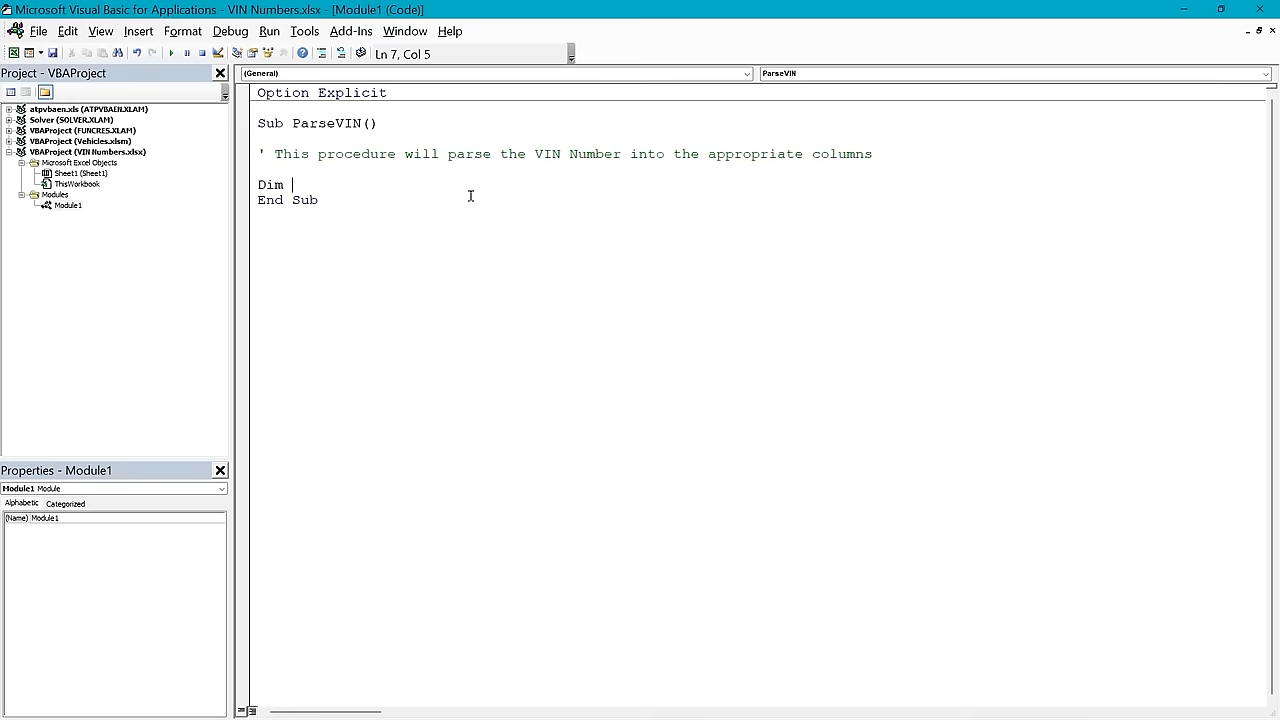 Microsoft Visual Basic for Applications - VIN Numbers.xlsx - [Module1 (Code)]
File Edit View Insert Format Debug Run Tools Add-Ins Window Help
Ln 7, Col 5
Project - VBAProject
(General)
ParseVIN
atpvbaen.xls (ATPVBAEN.XLAM)
Solver (SOLVER.XLAM)
VBAProject (FUNCRES.XLAM)
VBAProject (Vehicles.xlsm)
VBAProject (VIN Numbers.xlsx)
Microsoft Excel Objects
Sheet1 (Sheet1)
ThisWorkbook
Modules
Module1
Option Explicit
Sub ParseVIN()
' This procedure will parse the VIN Number into the appropriate columns
Dim
End Sub
Properties - Module1
Module1 Module
Alphabetic Categorized
(Name) Module1